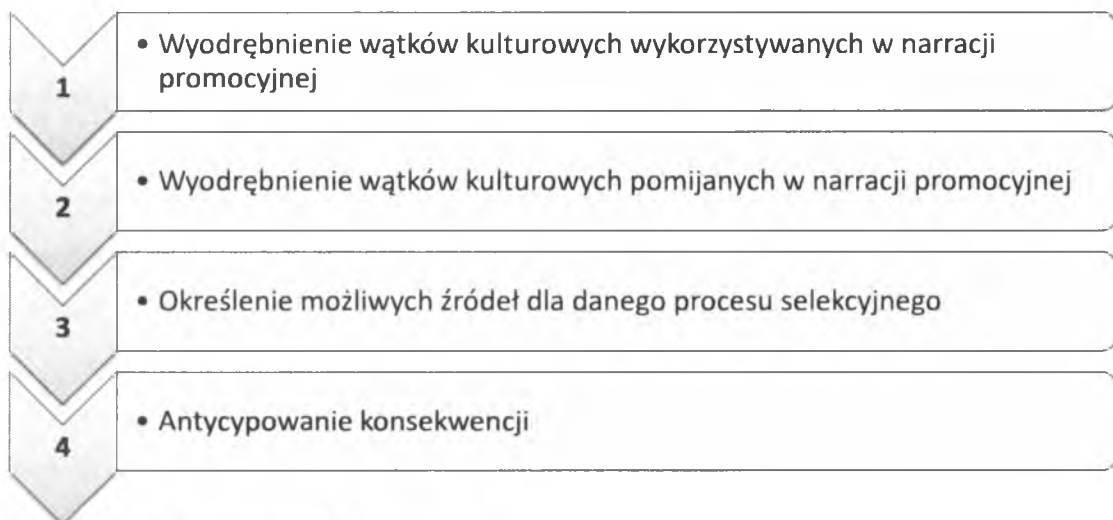 1
• Wyodrębnienie wątków kulturowych wykorzystywanych w narracji
promocyjnej
2
• Wyodrębnienie wątków kulturowych pomijanych w narracji promocyjnej
3
• Określenie możliwych źródeł dla danego procesu selekcyjnego
4
• Antycypowanie konsekwencji